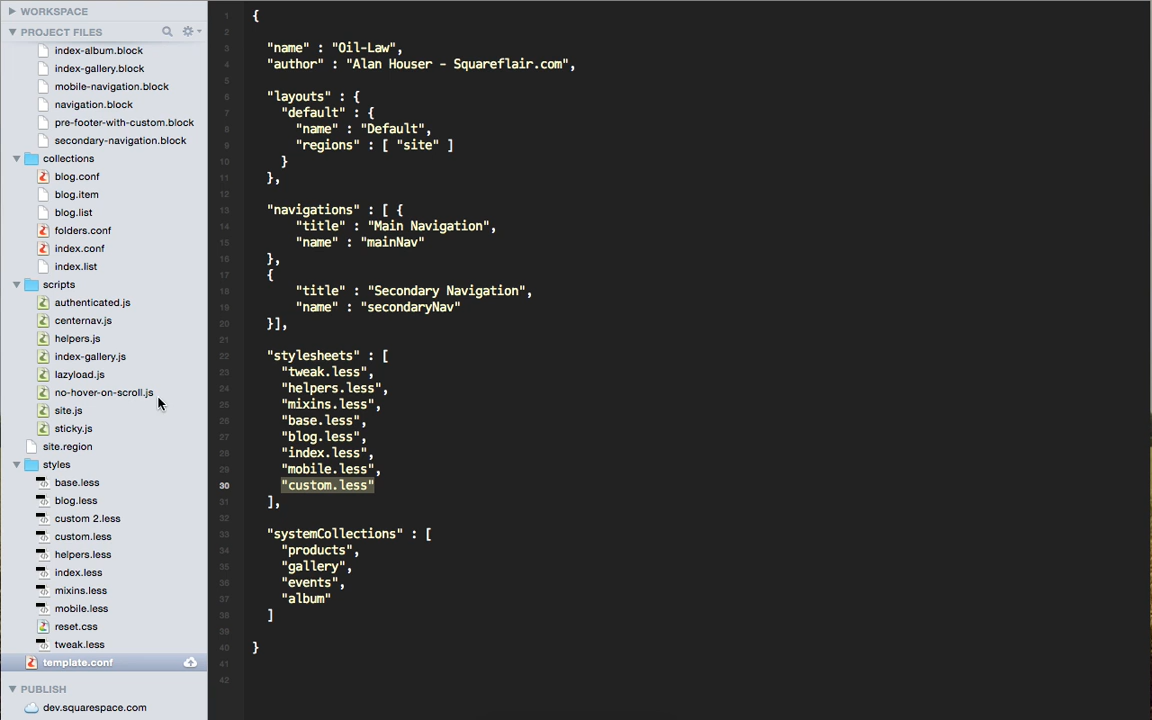 WORKSPACE
PROJECT FILES
index-album.block
index-gallery.block
mobile-navigation.block
navigation.block
pre-footer-with-custom.block
secondary-navigation.block
collections
blog.conf
blog.item
blog.list
folders.conf
index.conf
index.list
scripts
authenticated.js
centernav.js
helpers.js
index-gallery.js
lazyload.js
no-hover-on-scroll.js
site.js
sticky.js
site.region
styles
base.less
blog.less
custom 2.less
custom.less
helpers.less
index.less
mixins.less
mobile.less
reset.css
tweak.less
template.conf
PUBLISH
dev.squarespace.com
1 {
2
3 "name" : "Oil-Law",
4 "author" : "Alan Houser - Squareflair.com",
5
6 "layouts" : {
7 "default" : {
8 "name" : "Default",
9 "regions" : [ "site" ]
10 }
11 },
12
13 "navigations" : [ {
14 "title" : "Main Navigation",
15 "name" : "mainNav"
16 },
17 {
18 "title" : "Secondary Navigation",
19 "name" : "secondaryNav"
20 }],
21
22 "stylesheets" : [
23 "tweak.less",
24 "helpers.less",
25 "mixins.less",
26 "base.less",
27 "blog.less",
28 "index.less",
29 "mobile.less",
30 "custom.less"
31 ],
32
33 "systemCollections" : [
34 "products",
35 "gallery",
36 "events",
37 "album"
38 ]
39
40 }
41
42